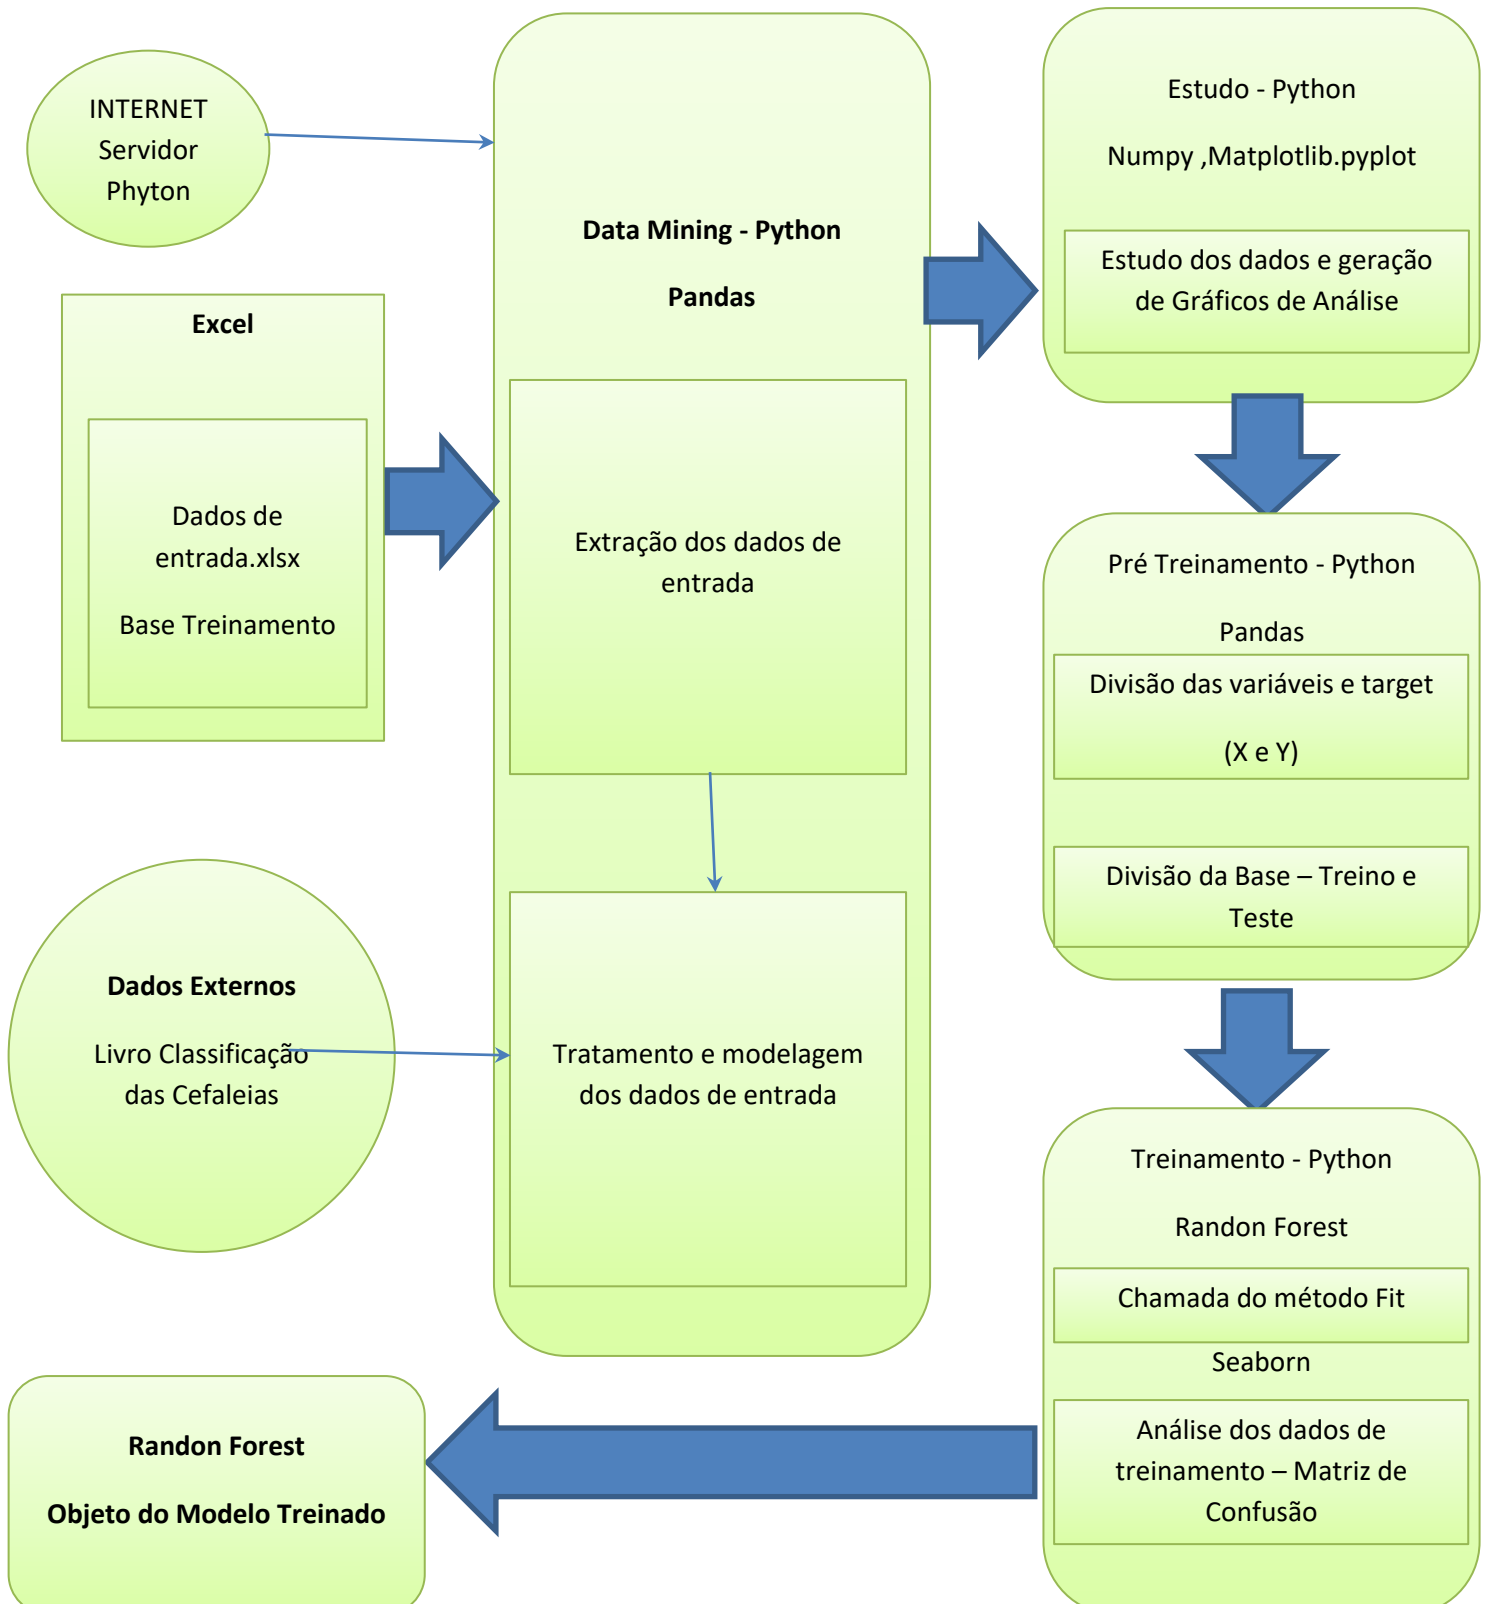 INTERNET
Servidor
Phyton
Excel
Dados de
entrada.xlsx
Base Treinamento
Dados Externos
Livro Classificação
das Cefaleias
Data Mining - Python
Pandas
Extração dos dados de
entrada
Tratamento e modelagem
dos dados de entrada
Estudo - Python
Numpy ,Matplotlib.pyplot
Estudo dos dados e geração
de Gráficos de Análise
Pré Treinamento - Python
Pandas
Divisão das variáveis e target
(X e Y)
Divisão da Base – Treino e
Teste
Treinamento - Python
Randon Forest
Chamada do método Fit
Seaborn
Análise dos dados de
treinamento – Matriz de
Confusão
Randon Forest
Objeto do Modelo Treinado